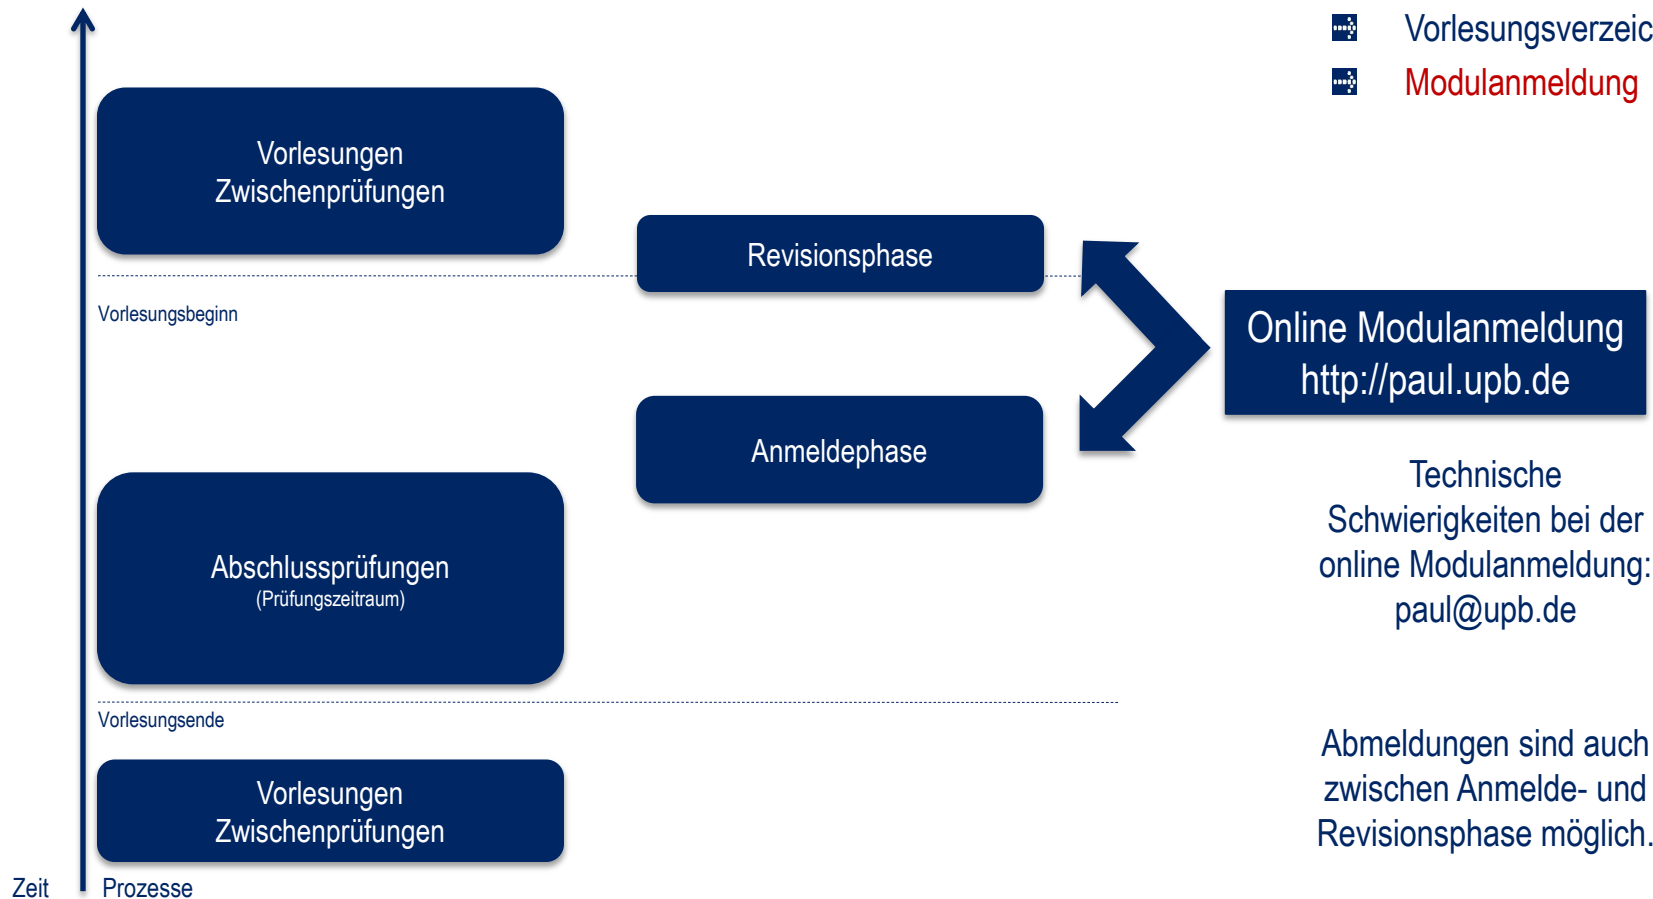 Vorlesungsverzeic
Modulanmeldung
Vorlesungen
Zwischenprüfungen
Revisionsphase
Vorlesungsbeginn
Online Modulanmeldung
http://paul.upb.de
Anmeldephase
Technische
Schwierigkeiten bei der
online Modulanmeldung:
paul@upb.de
Abschlussprüfungen
(Prüfungszeitraum)
Vorlesungsende
Abmeldungen sind auch
zwischen Anmelde- und
Revisionsphase möglich.
Vorlesungen
Zwischenprüfungen
Zeit
Prozesse